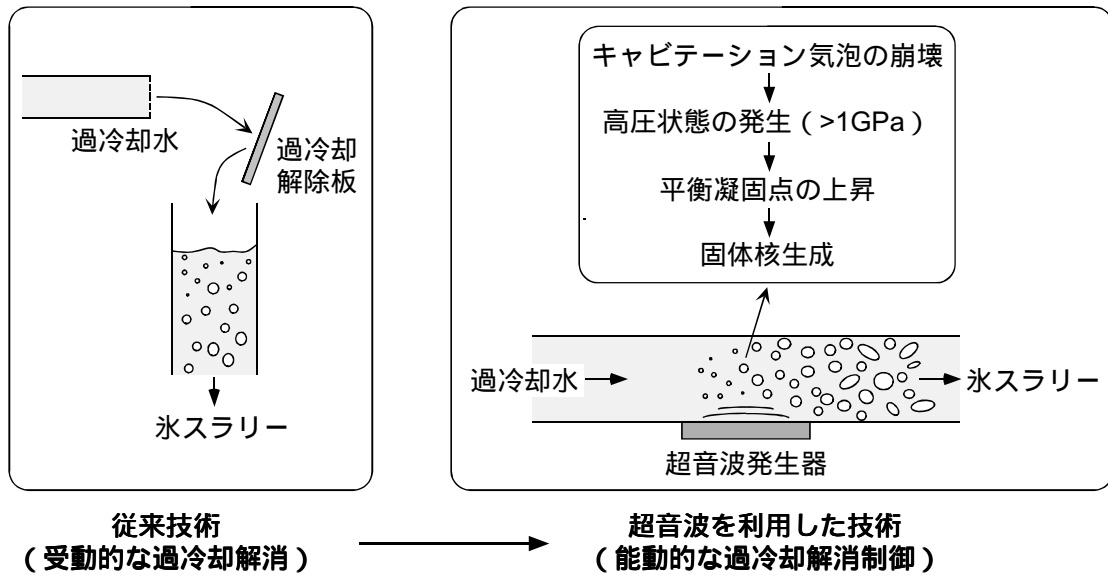 過冷却水
過冷却
解除板
氷スラリー
従来技術
(受動的な過冷却解消)
キャビテーション気泡の崩壊
高圧状態の発生(>1GPa)
平衡凝固点の上昇
固体核生成
過冷却水
氷スラリー
超音波発生器
超音波を利用した技術
(能動的な過冷却解消制御)